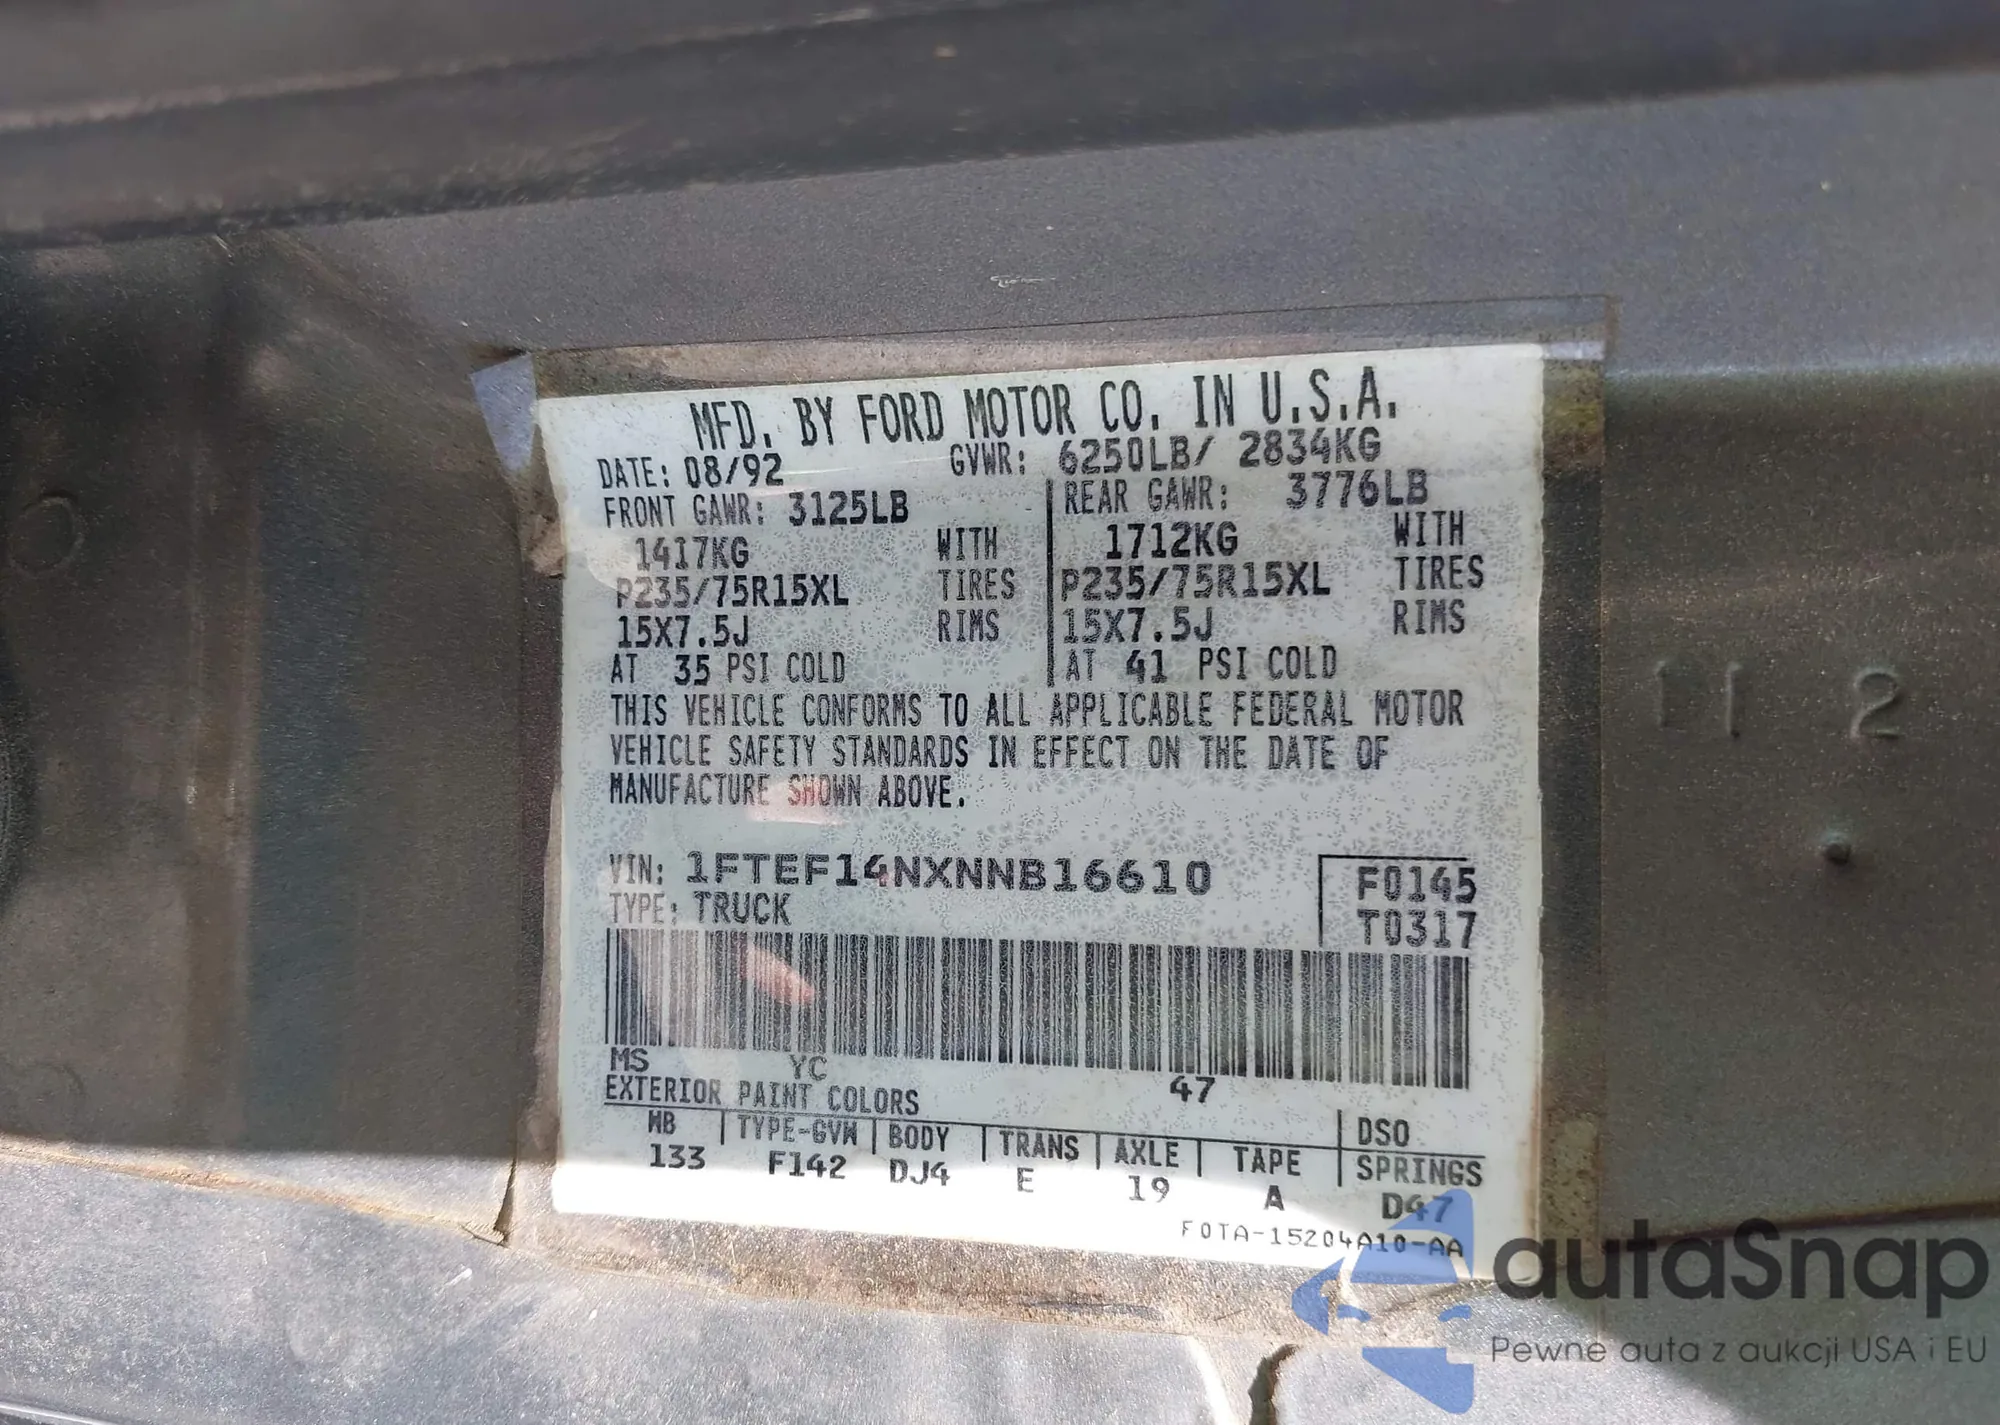 MFD. BY FORD MOTOR CO. IN U.S.A.
DATE: 08/92 GVWR: 6250LB/ 2834KG
FRONT GAWR: 3125LB REAR GAWR: 3776LB
1417KG WITH 1712KG WITH
P235/75R15XL TIRES P235/75R15XL TIRES
15X7.5J RIMS 15X7.5J RIMS
AT 35 PSI COLD AT 41 PSI COLD
THIS VEHICLE CONFORMS TO ALL APPLICABLE FEDERAL MOTOR
VEHICLE SAFETY STANDARDS IN EFFECT ON THE DATE OF
MANUFACTURE SHOWN ABOVE.
VIN: 1FTEF14NXNNB16610 F0145
TYPE: TRUCK T0317
MS YC 47
EXTERIOR PAINT COLORS DSO
WB TYPE-GVW BODY TRANS AXLE TAPE SPRINGS
133 F142 DJ4 E 19 A D47
F0TA-15204A10-AA
11 2
autaSnap
Pewne auta z aukcji USA i EU